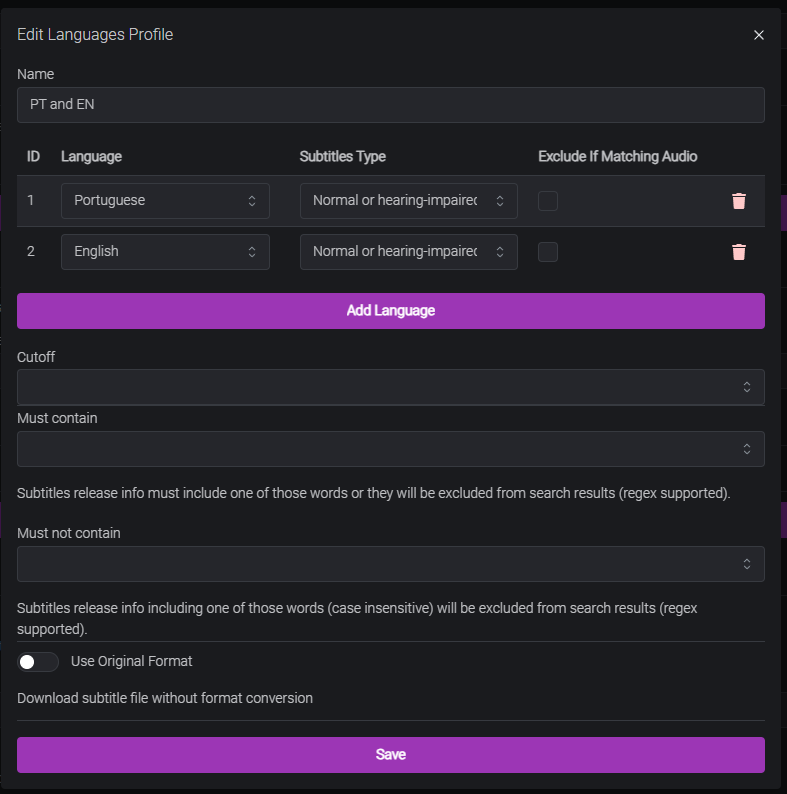 Edit Languages Profile
Name
PT and EN
ID Language Subtitles Type Exclude If Matching Audio
1 Portuguese Normal or hearing-impaired
2 English Normal or hearing-impaired
Add Language
Cutoff
Must contain
Subtitles release info must include one of those words or they will be excluded from search results (regex supported).
Must not contain
Subtitles release info including one of those words (case insensitive) will be excluded from search results (regex
supported).
Use Original Format
Download subtitle file without format conversion
Save